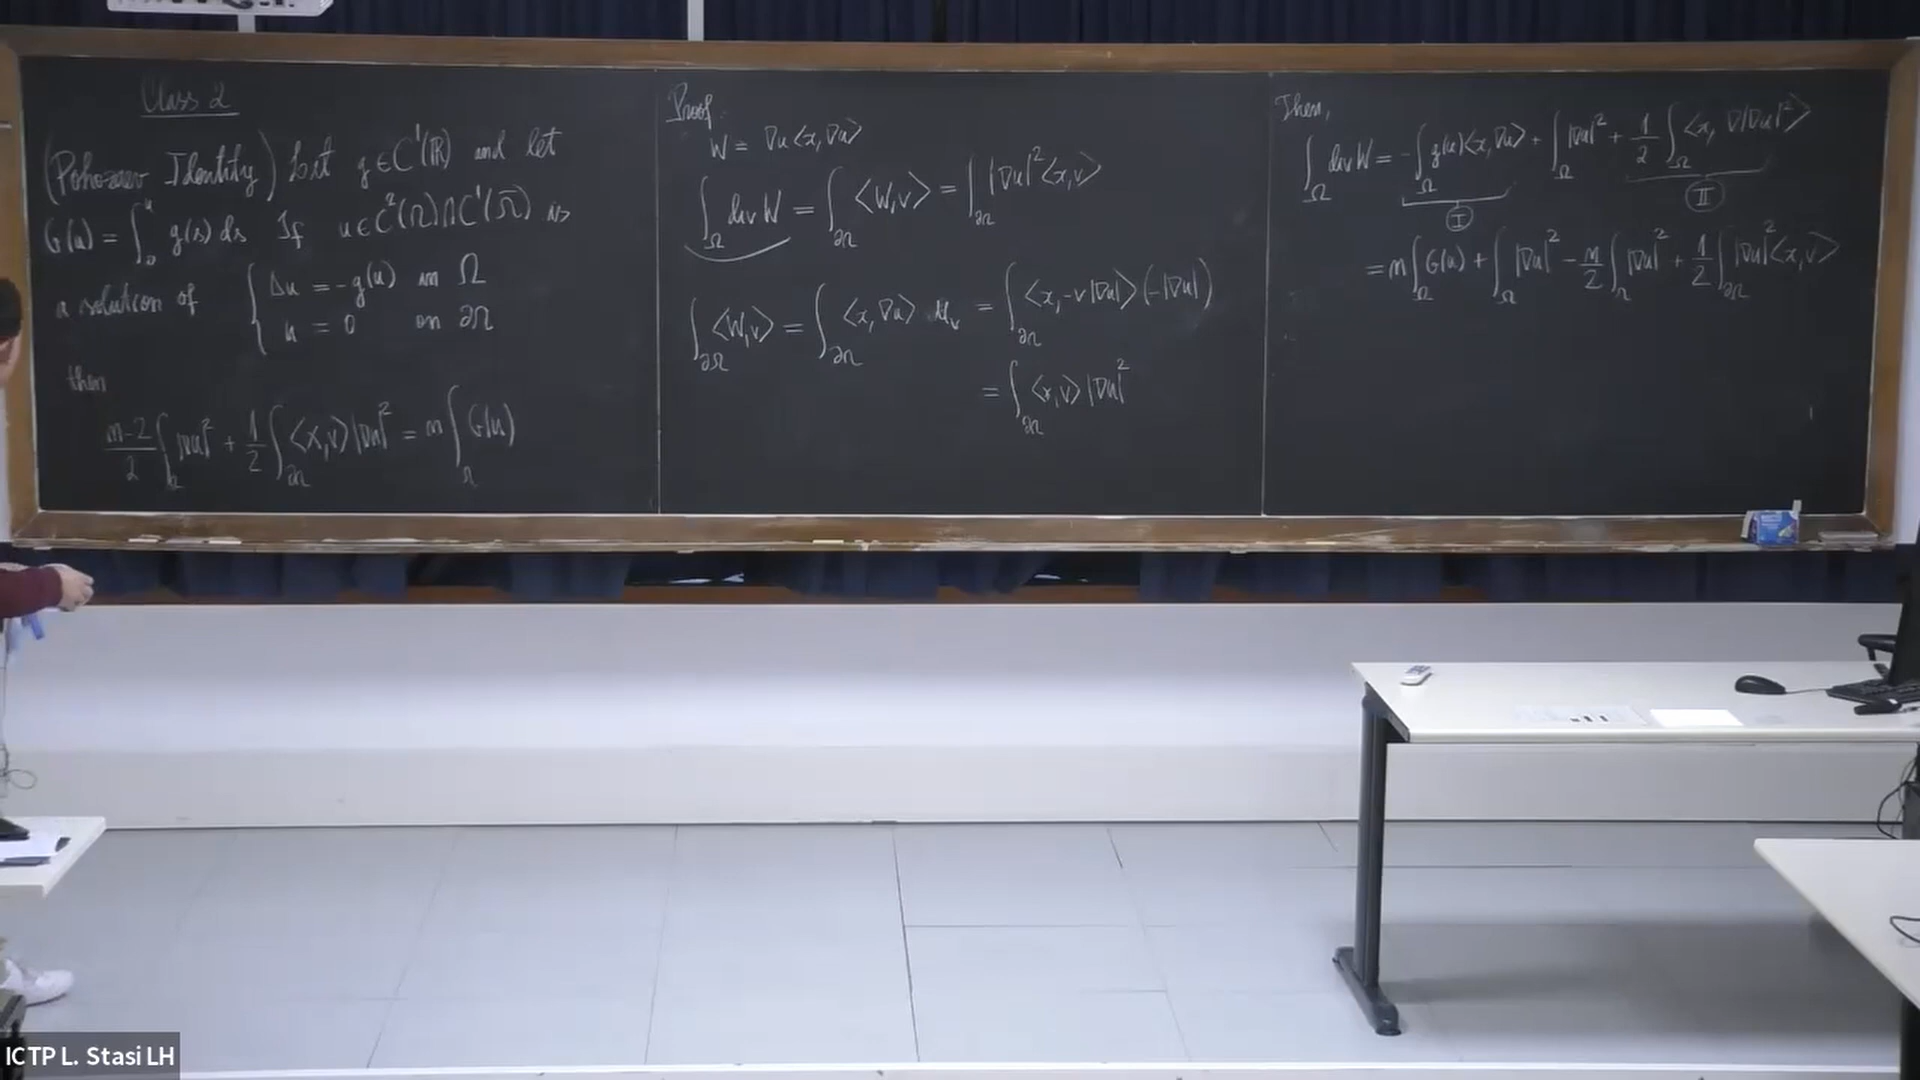 Class 2
(Pohozaev Identity) Let g ∈ C¹(ℝ) and let
G(u) = ∫₀ᵘ g(s) ds If u ∈ C²(Ω) ∩ C¹(Ω̄) is
a solution of { Δu = -g(u) in Ω
u = 0 on ∂Ω
then
n-2/2 ∫_Ω |∇u|² + 1/2 ∫_∂Ω <x,ν> |∇u|² = n ∫_Ω G(u)
Proof.
W = ∇u <x, ∇u>
∫_Ω div W = ∫_∂Ω <W,ν> = ∫_∂Ω |∇u|² <x,ν>
∫_∂Ω <W,ν> = ∫_∂Ω <x, ∇u> u_ν = ∫_∂Ω <x, -ν|∇u|> (-|∇u|)
= ∫_∂Ω <x,ν> |∇u|²
Then,
∫_Ω div W = - ∫_Ω g(u) <x, ∇u> + ∫_Ω |∇u|² + 1/2 ∫_Ω <x, ∇|∇u|²>
I II
= n ∫_Ω G(u) + ∫_Ω |∇u|² - n/2 ∫_Ω |∇u|² + 1/2 ∫_∂Ω |∇u|² <x,ν>
ICTP L. Stasi LH